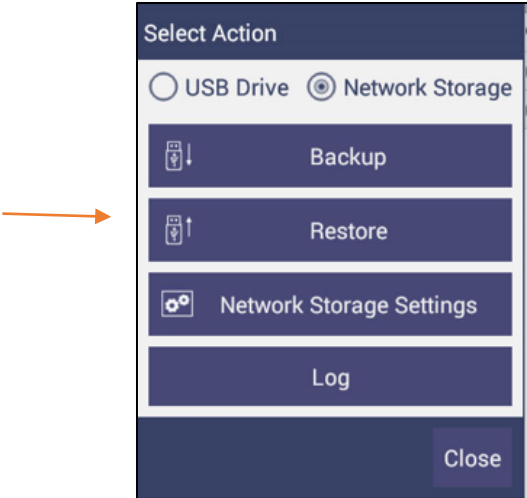 Select Action
USB Drive Network Storage
Backup
Restore
Network Storage Settings
Log
Close